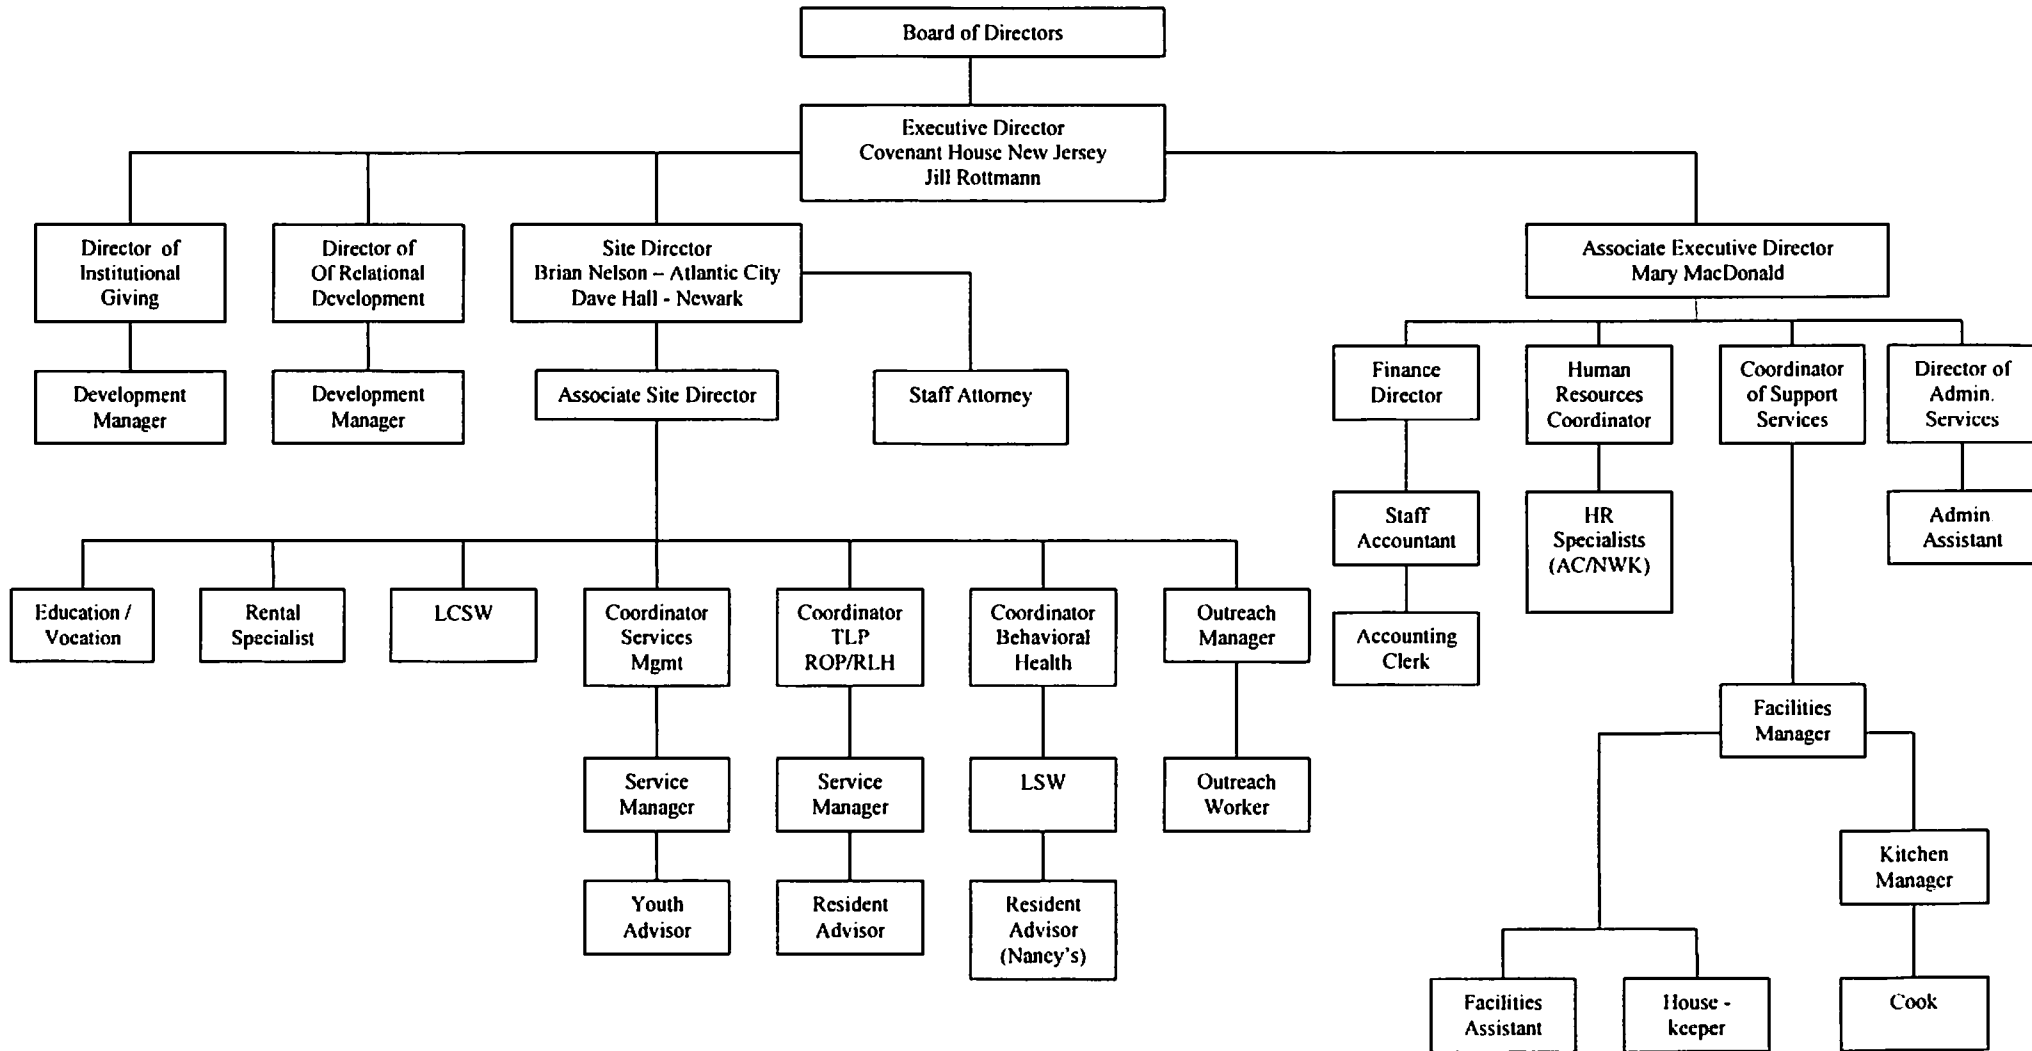 Board of Directors
Executive Director
Covenant House New Jersey
Jill Rottmann
Director of
Institutional
Giving
Director of
Of Relational
Development
Site Director
Brian Nelson – Atlantic City
Dave Hall - Newark
Associate Executive Director
Mary MacDonald
Development
Manager
Development
Manager
Associate Site Director
Staff Attorney
Finance
Director
Human
Resources
Coordinator
Coordinator
of Support
Services
Director of
Admin.
Services
Staff
Accountant
HR
Specialists
(AC/NWK)
Admin
Assistant
Education /
Vocation
Rental
Specialist
LCSW
Coordinator
Services
Mgmt
Coordinator
TLP
ROP/RLH
Coordinator
Behavioral
Health
Outreach
Manager
Accounting
Clerk
Facilities
Manager
Service
Manager
Service
Manager
LSW
Outreach
Worker
Kitchen
Manager
Youth
Advisor
Resident
Advisor
Resident
Advisor
(Nancy's)
Facilities
Assistant
House -
keeper
Cook